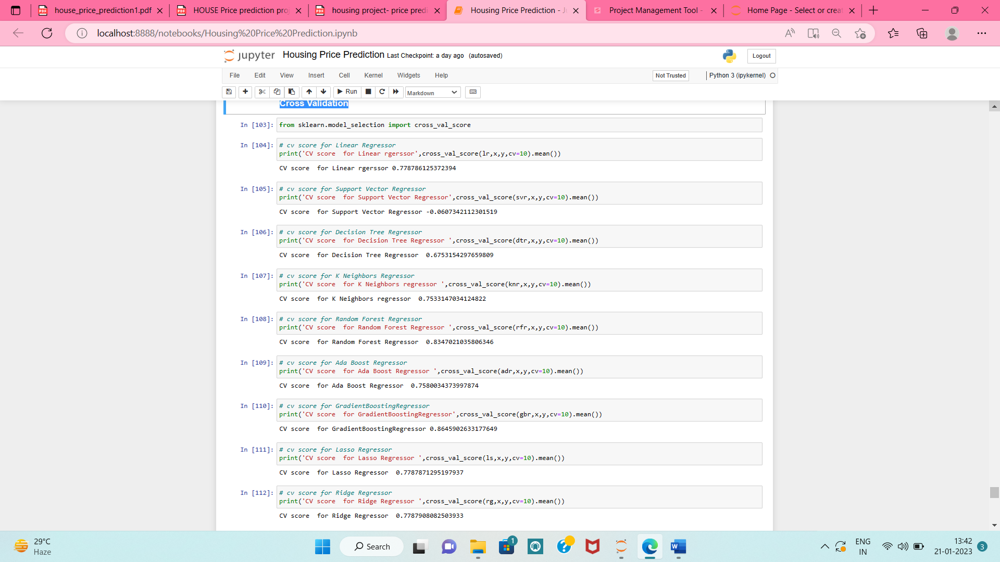 house_price_prediction1.pdf
HOUSE Price prediction pro
housing project- price predi
Housing Price Prediction - Ju
Project Management Tool -
Home Page - Select or creat
localhost:8888/notebooks/Housing%20Price%20Prediction.ipynb
jupyter Housing Price Prediction Last Checkpoint: a day ago (autosaved)
Logout
File Edit View Insert Cell Kernel Widgets Help
Not Trusted
Python 3 (ipykernel)
Run
Markdown
Cross Validation
In [103]: from sklearn.model_selection import cross_val_score
In [104]: # cv score for Linear Regressor
print('CV score  for Linear rgerssor',cross_val_score(lr,x,y,cv=10).mean())
CV score  for Linear rgerssor 0.778786125372394
In [105]: # cv score for Support Vector Regressor
print('CV score  for Support Vector Regressor',cross_val_score(svr,x,y,cv=10).mean())
CV score  for Support Vector Regressor -0.0607342112301519
In [106]: # cv score for Decision Tree Regressor
print('CV score  for Decision Tree Regressor ',cross_val_score(dtr,x,y,cv=10).mean())
CV score  for Decision Tree Regressor  0.6753154297659809
In [107]: # cv score for K Neighbors Regressor
print('CV score  for K Neighbors regressor ',cross_val_score(knr,x,y,cv=10).mean())
CV score  for K Neighbors regressor  0.7533147034124822
In [108]: # cv score for Random Forest Regressor
print('CV score  for Random Forest Regressor ',cross_val_score(rfr,x,y,cv=10).mean())
CV score  for Random Forest Regressor  0.8347021035806346
In [109]: # cv score for Ada Boost Regressor
print('CV score  for Ada Boost Regressor ',cross_val_score(adr,x,y,cv=10).mean())
CV score  for Ada Boost Regressor  0.7580034373997874
In [110]: # cv score for GradientBoostingRegressor
print('CV score  for GradientBoostingRegressor',cross_val_score(gbr,x,y,cv=10).mean())
CV score  for GradientBoostingRegressor 0.8645902633177649
In [111]: # cv score for Lasso Regressor
print('CV score  for Lasso Regressor ',cross_val_score(ls,x,y,cv=10).mean())
CV score  for Lasso Regressor  0.7787871295197937
In [112]: # cv score for Ridge Regressor
print('CV score  for Ridge Regressor ',cross_val_score(rg,x,y,cv=10).mean())
CV score  for Ridge Regressor  0.7787908082503933
29°C
Haze
Search
1
ENG
IN
13:42
21-01-2023
3